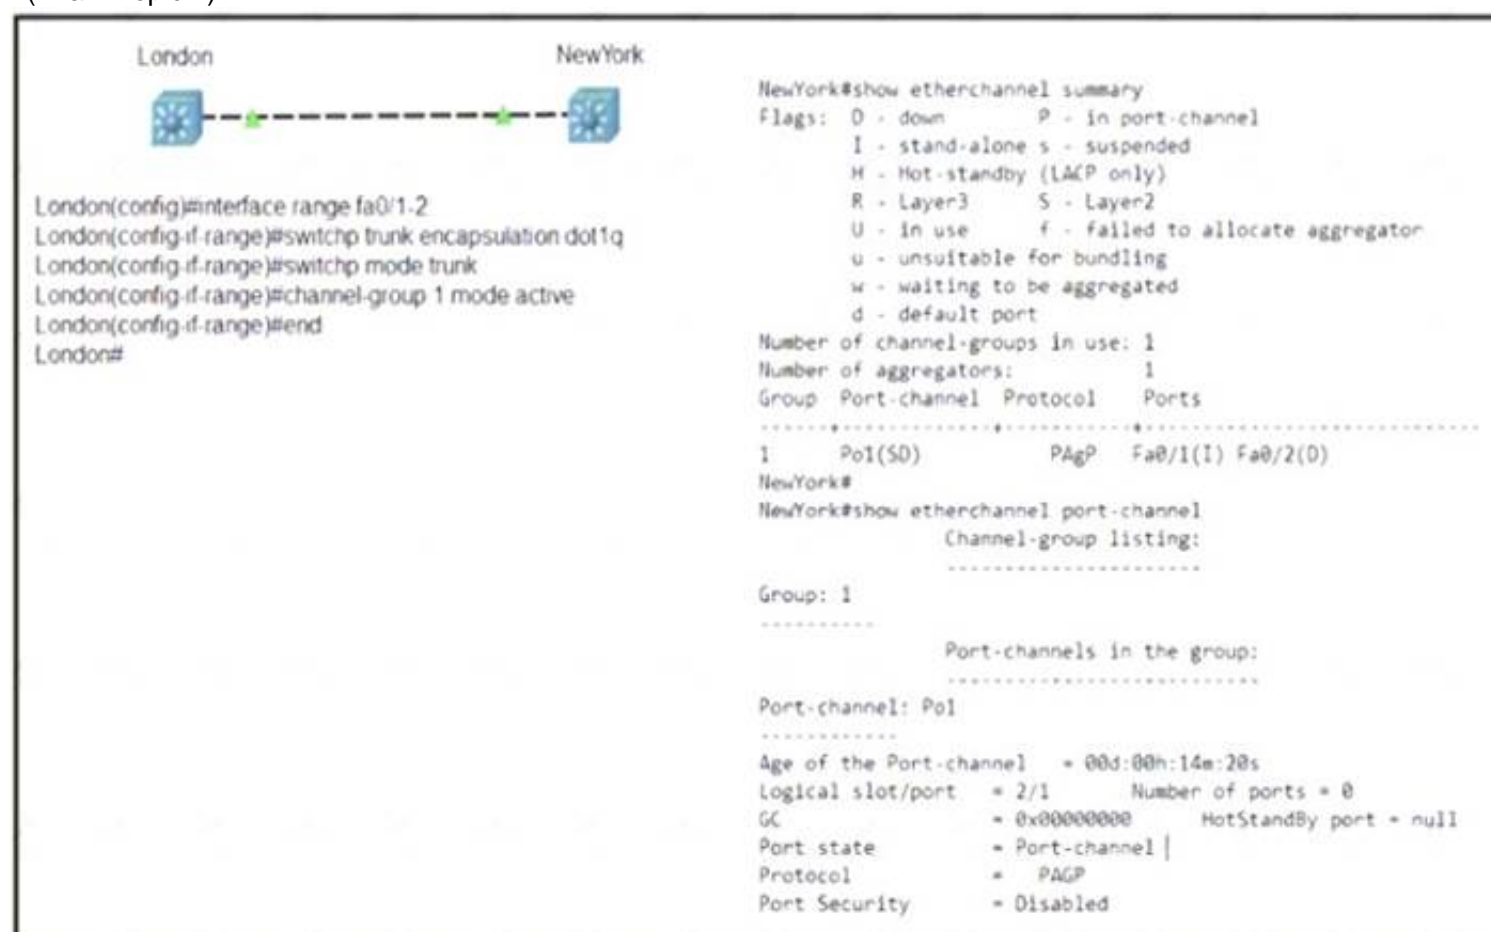 London
NewYork
London(config)#interface range fa0/1-2
London(config-if-range)#switchp trunk encapsulation dot1q
London(config-if-range)#switchp mode trunk
London(config-if-range)#channel-group 1 mode active
London(config-if-range)#end
London#
NewYork#show etherchannel summary
Flags: D - down P - in port-channel
I - stand-alone s - suspended
H - Hot-standby (LACP only)
R - Layer3 S - Layer2
U - in use f - failed to allocate aggregator
u - unsuitable for bundling
w - waiting to be aggregated
d - default port
Number of channel-groups in use: 1
Number of aggregators: 1
Group Port-channel Protocol Ports
------+-------------+-----------+-----------------------------
1 Po1(SD) PAgP Fa0/1(I) Fa0/2(D)
NewYork#
NewYork#show etherchannel port-channel
Channel-group listing:
----------------------
Group: 1
----------
Port-channels in the group:
---------------------------
Port-channel: Po1
------------
Age of the Port-channel = 00d:00h:14m:20s
Logical slot/port = 2/1 Number of ports = 0
GC = 0x00000000 HotStandBy port = null
Port state = Port-channel |
Protocol = PAGP
Port Security = Disabled